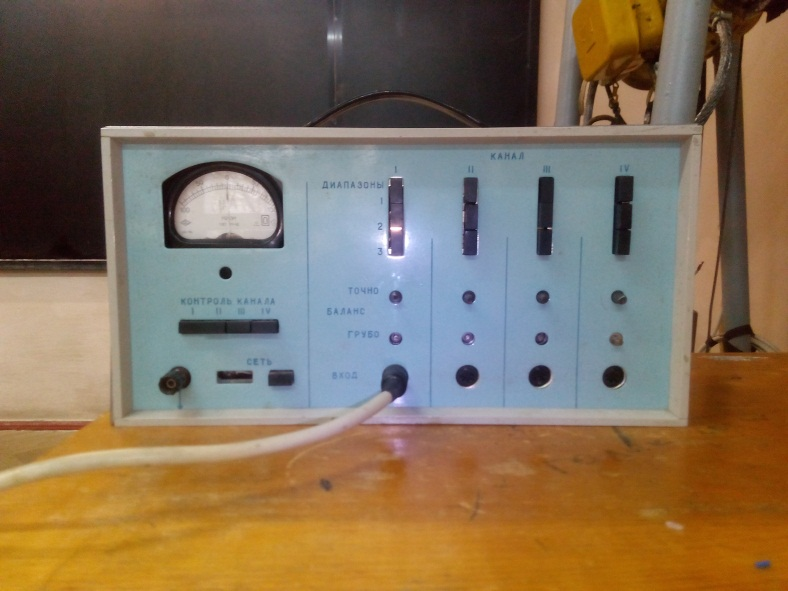 КАНАЛ
I II III IV
ДИАПАЗОНЫ
1
2
3
ТОЧНО
БАЛАНС
ГРУБО
ВХОД
КОНТРОЛЬ КАНАЛА
I II III IV
СЕТЬ